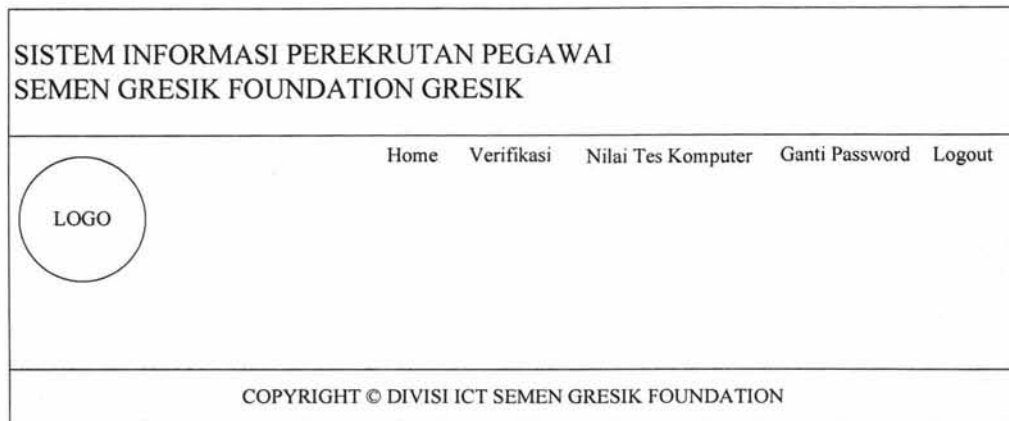 SISTEM INFORMASI PEREKRUTAN PEGAWAI
SEMEN GRESIK FOUNDATION GRESIK
Home Verifikasi Nilai Tes Komputer Ganti Password Logout
LOGO
COPYRIGHT © DIVISI ICT SEMEN GRESIK FOUNDATION